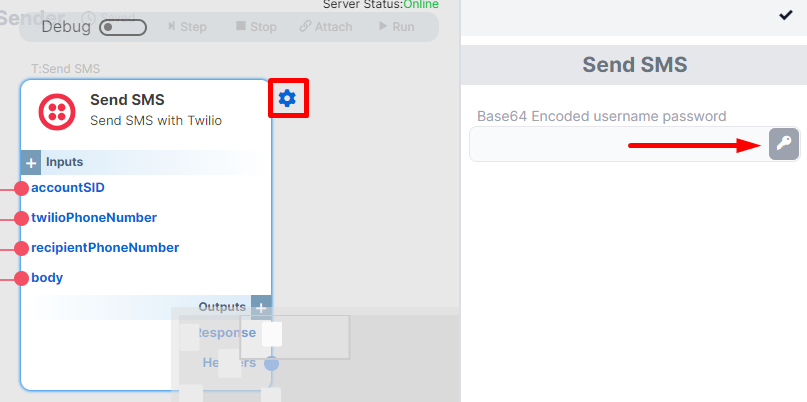 Sender Saved
Server Status:Online
Debug Step Stop Attach Run
T:Send SMS
Send SMS
Send SMS with Twilio
Inputs
accountSID
twilioPhoneNumber
recipientPhoneNumber
body
Outputs
Response
Headers
Send SMS
Base64 Encoded username password